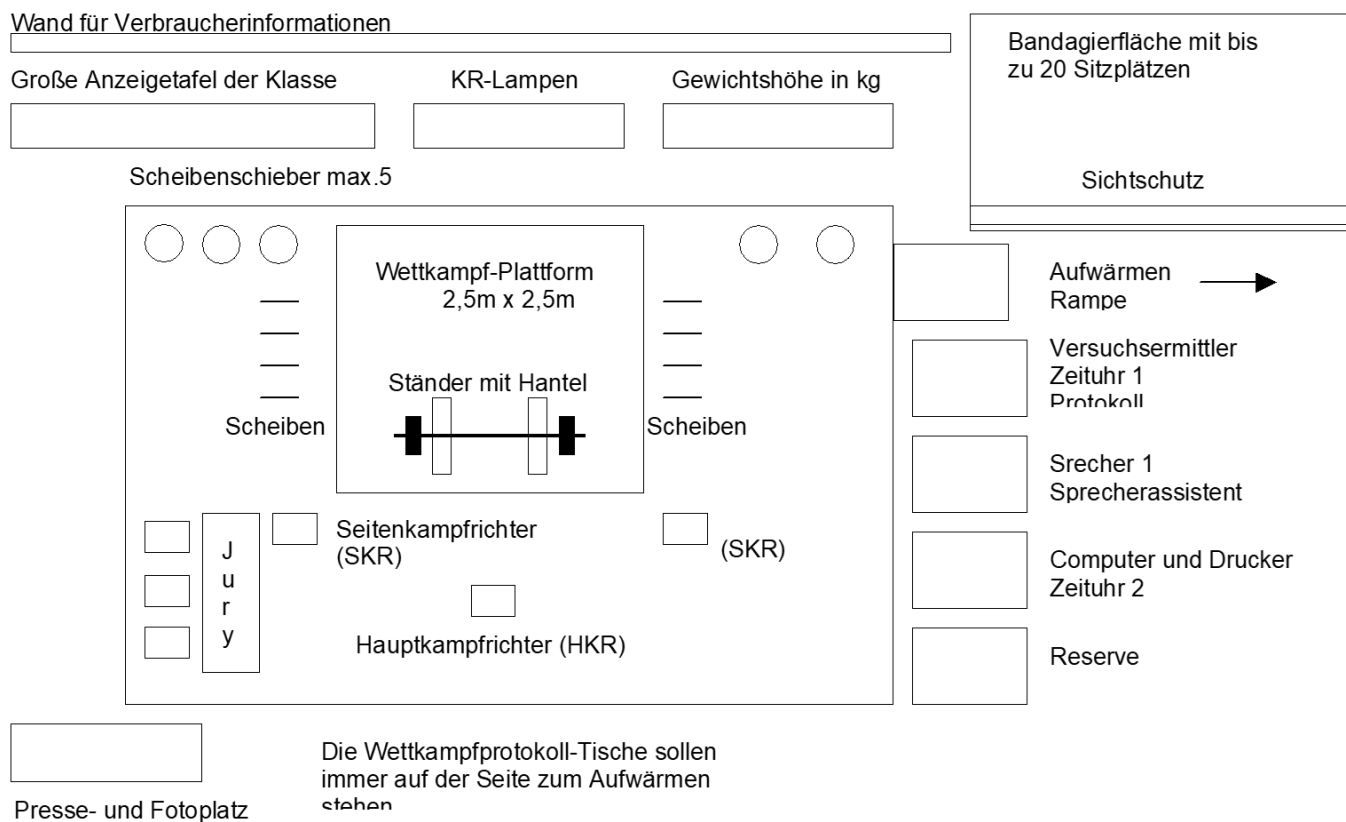 Wand für Verbraucherinformationen
Bandagierfläche mit bis
zu 20 Sitzplätzen
Große Anzeigetafel der Klasse
KR-Lampen
Gewichtshöhe in kg
Scheibenschieber max.5
Sichtschutz
Wettkampf-Plattform
2,5m x 2,5m
Aufwärmen
Rampe
Versuchsermittler
Zeituhr 1
Protokoll
Ständer mit Hantel
Scheiben
Scheiben
Srecher 1
Sprecherassistent
Seitenkampfrichter
(SKR)
(SKR)
Jury
Computer und Drucker
Zeituhr 2
Hauptkampfrichter (HKR)
Reserve
Die Wettkampfprotokoll-Tische sollen
immer auf der Seite zum Aufwärmen
stehen
Presse- und Fotoplatz